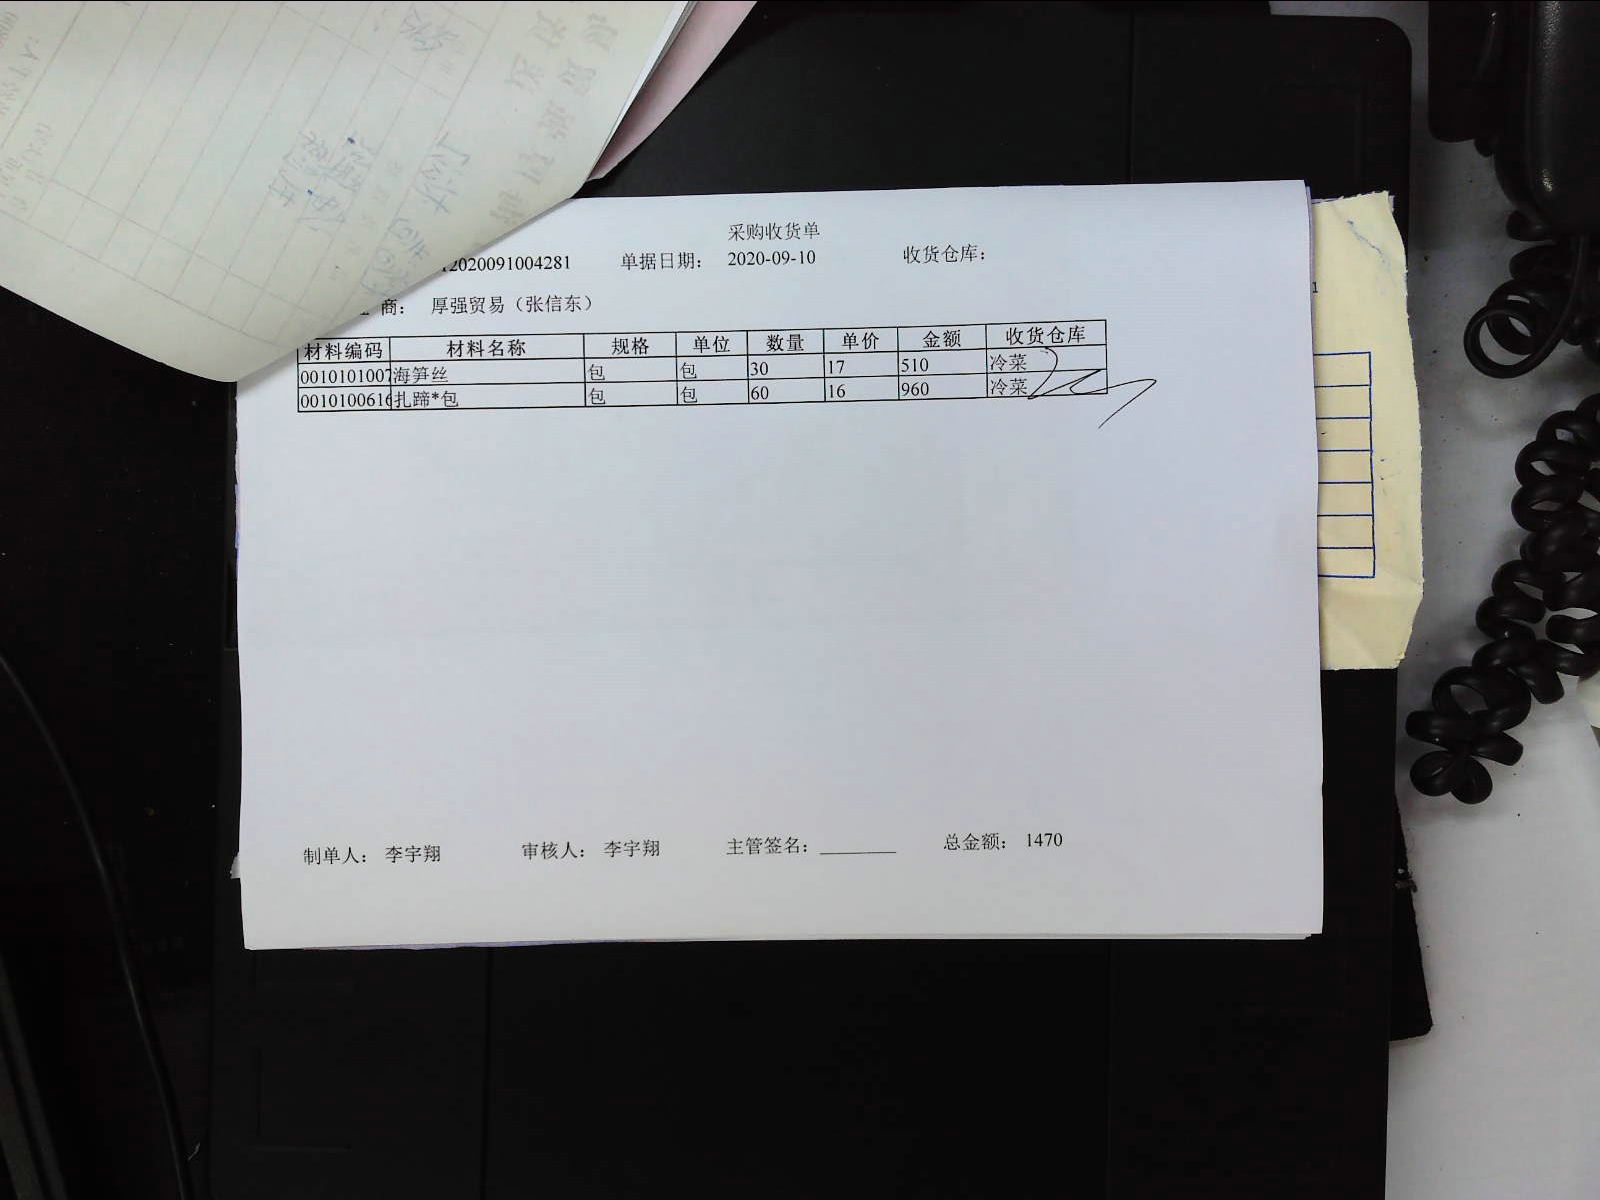 采购收货单
2020091004281 单据日期： 2020-09-10 收货仓库：
商： 厚强贸易（张信东）
材料编码 材料名称 规格 单位 数量 单价 金额 收货仓库
0010101007 海笋丝 包 包 30 17 510 冷菜
001010061 扎蹄*包 包 包 60 16 960 冷菜
制单人： 李宇翔 审核人： 李宇翔 主管签名： 总金额： 1470